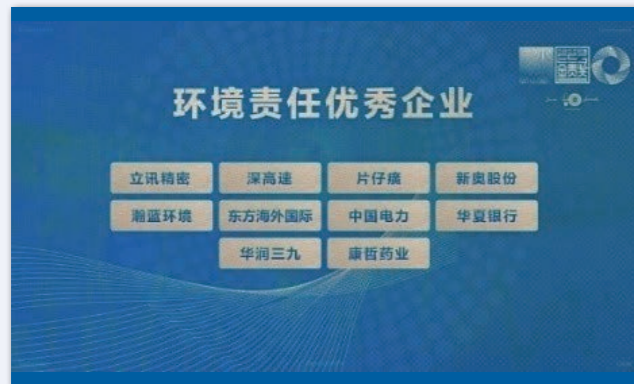 环境责任优秀企业
立讯精密 深高速 片仔癀 新奥股份
瀚蓝环境 东方海外国际 中国电力 华夏银行
华润三九 康哲药业